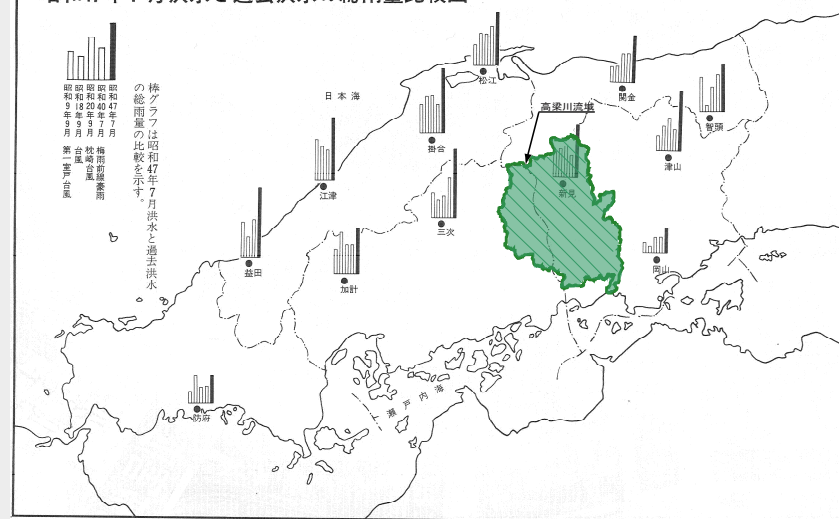 昭和9年9月 第一室戸台風
昭和18年9月 台風
昭和20年9月 枕崎台風
昭和40年7月 梅雨前線豪雨
昭和47年7月
棒グラフは昭和47年7月洪水と過去洪水
の総雨量の比較を示す。
日本海
松江
関金
智頭
掛合
高梁川流域
津山
江津
新見
三次
岡山
益田
加計
防府
瀬戸内海